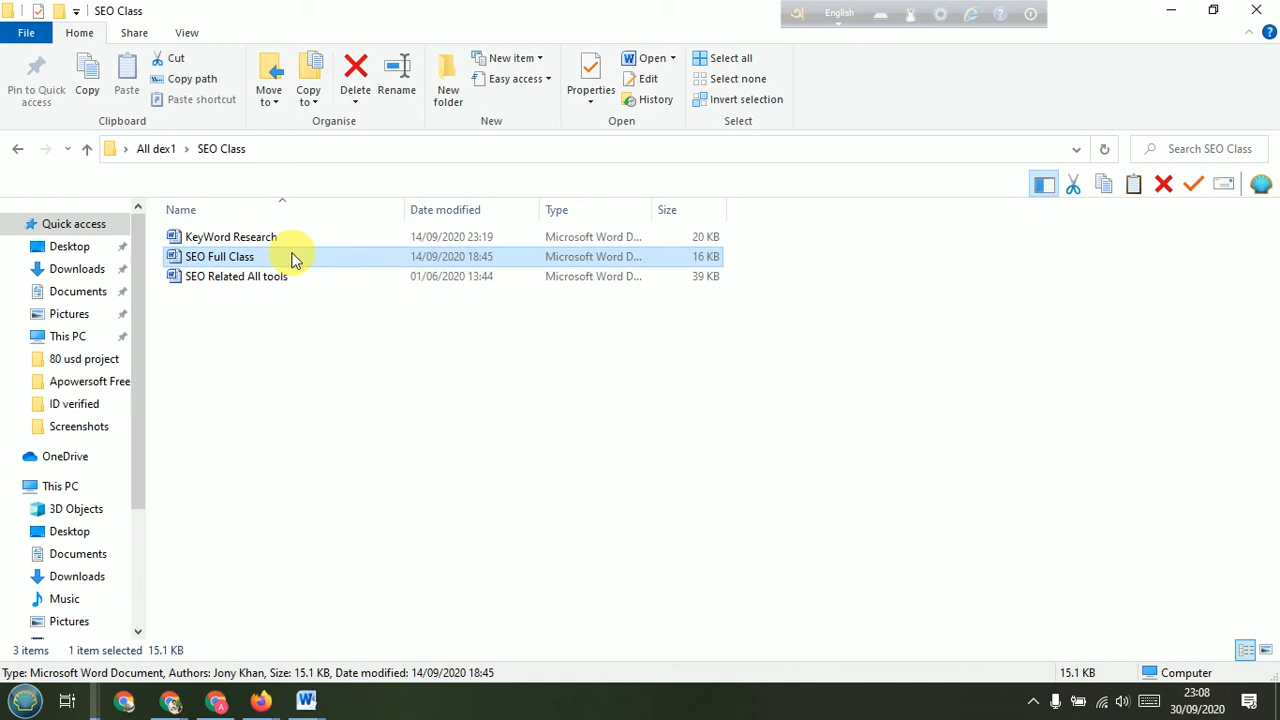 SEO Class
অ English
File Home Share View
Pin to Quick access
Copy
Paste
Cut
Copy path
Paste shortcut
Clipboard
Move to
Copy to
Delete
Rename
Organise
New folder
New item
Easy access
New
Properties
Open
Edit
History
Open
Select all
Select none
Invert selection
Select
All dex1 SEO Class
Search SEO Class
Name Date modified Type Size
KeyWord Research 14/09/2020 23:19 Microsoft Word D... 20 KB
SEO Full Class 14/09/2020 18:45 Microsoft Word D... 16 KB
SEO Related All tools 01/06/2020 13:44 Microsoft Word D... 39 KB
Quick access
Desktop
Downloads
Documents
Pictures
This PC
80 usd project
Apowersoft Free
ID verified
Screenshots
OneDrive
This PC
3D Objects
Desktop
Documents
Downloads
Music
Pictures
3 items 1 item selected 15.1 KB
Type: Microsoft Word Document, Authors: Jony Khan, Size: 15.1 KB, Date modified: 14/09/2020 18:45 15.1 KB Computer
23:08
30/09/2020